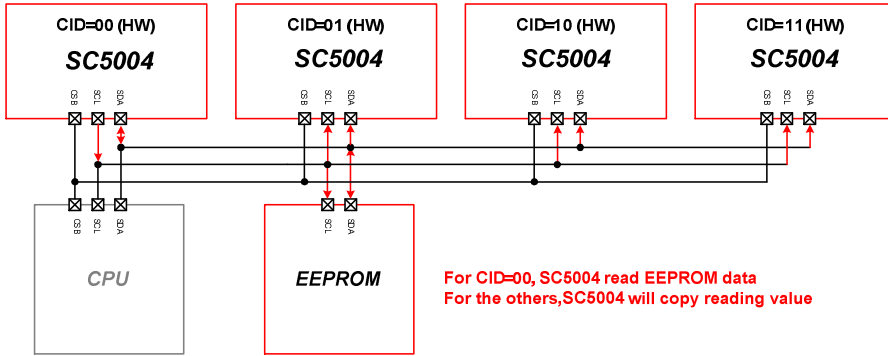 CID=00 (HW)
CID=01 (HW)
CID=10 (HW)
CID=11 (HW)
SC5004
SC5004
SC5004
SC5004
CSB
SCL
SDA
CSB
SCL
SDA
CSB
SCL
SDA
CSB
SCL
SDA
CSB
SCL
SDA
SCL
SDA
CPU
EEPROM
For CID=00, SC5004 read EEPROM data
For the others,SC5004 will copy reading value